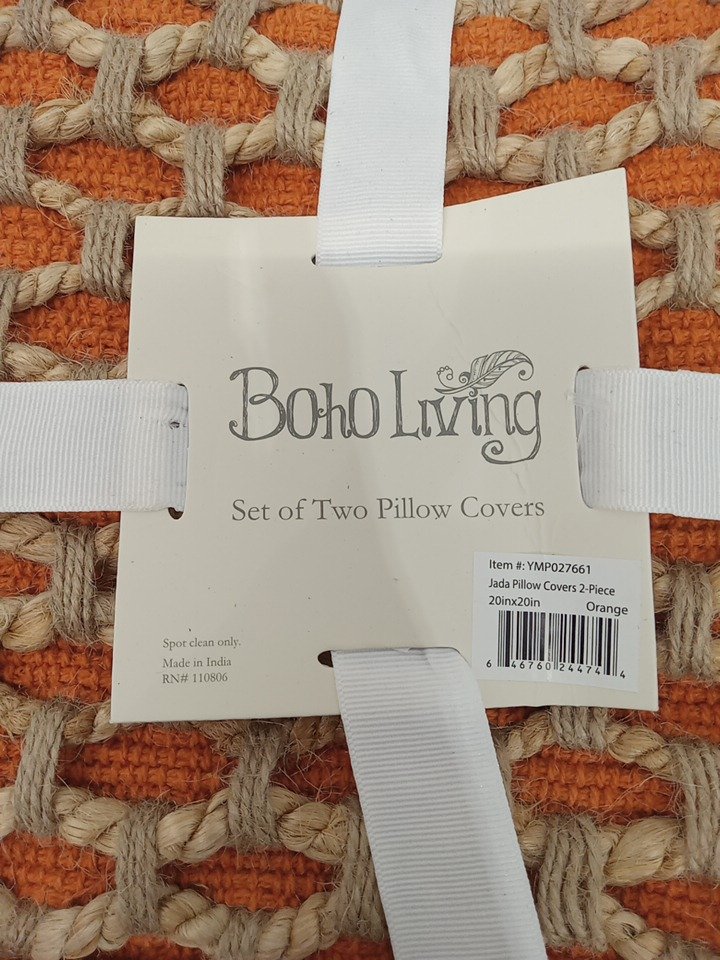 Boho Living
Set of Two Pillow Covers
Item #: YMP027661
Jada Pillow Covers 2-Piece
20inx20in Orange
6 46760 24474 4
Spot clean only.
Made in India
RN# 110806